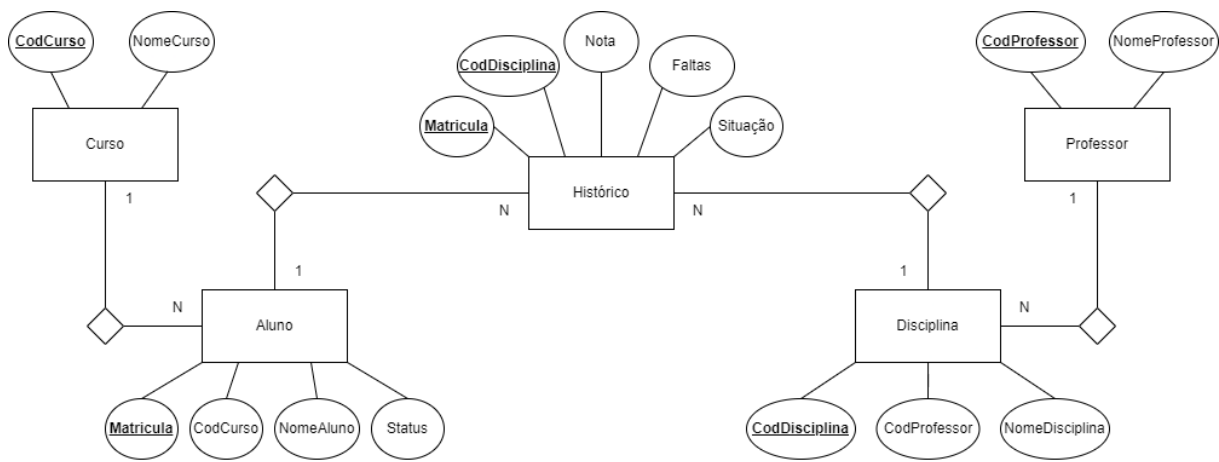 CodCurso
NomeCurso
Nota
CodProfessor
NomeProfessor
CodDisciplina
Faltas
Matricula
Situação
Curso
Histórico
Professor
1
N
N
1
1
1
N
N
Aluno
Disciplina
Matricula
CodCurso
NomeAluno
Status
CodDisciplina
CodProfessor
NomeDisciplina